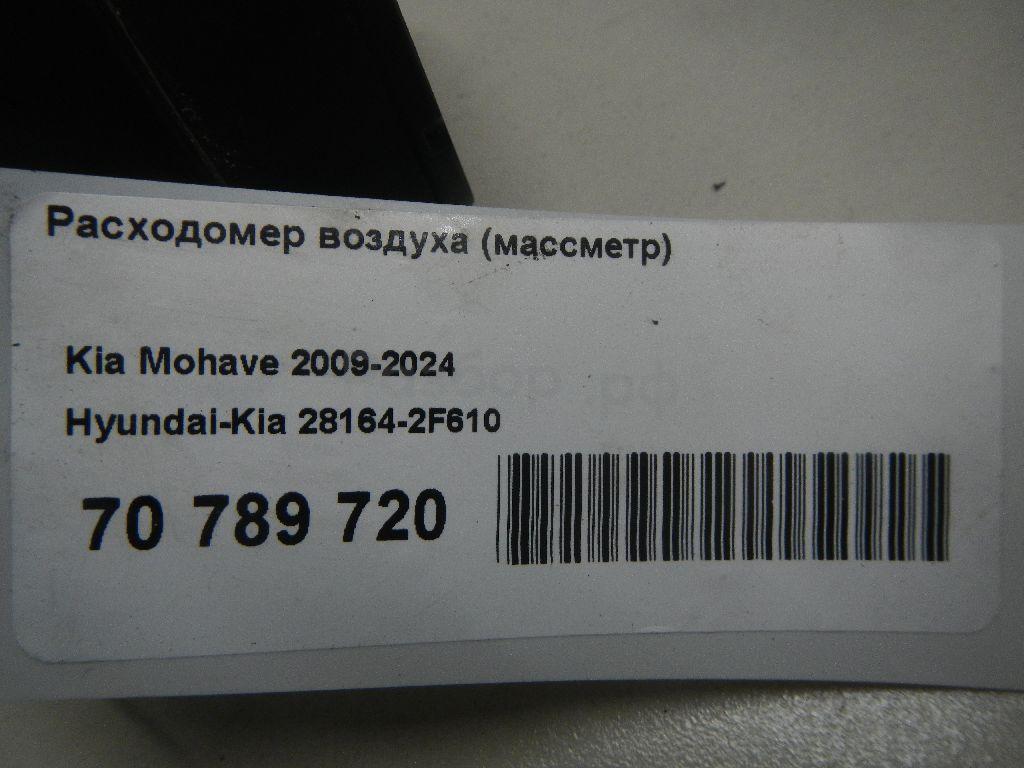 Расходомер воздуха (массметр)
Kia Mohave 2009-2024
Hyundai-Kia 28164-2F610
70 789 720